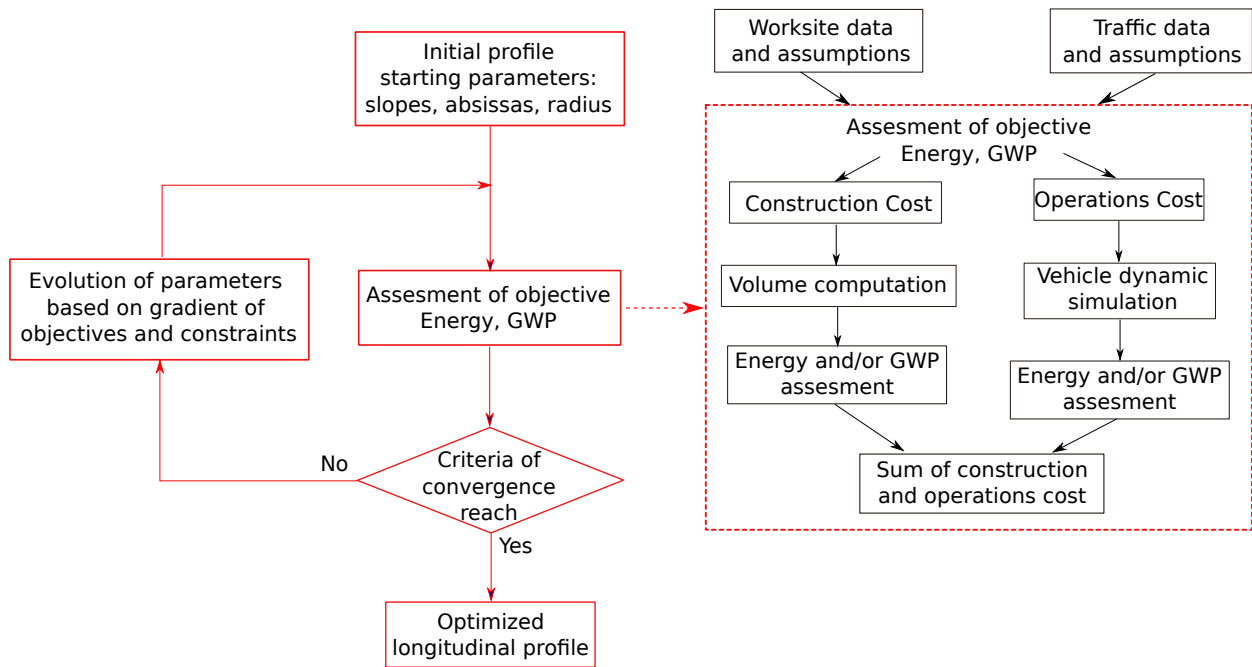 Initial profile
starting parameters:
slopes, absissas, radius
Evolution of parameters
based on gradient of
objectives and constraints
Assesment of objective
Energy, GWP
No
Criteria of
convergence
reach
Yes
Optimized
longitudinal profile
Worksite data
and assumptions
Traffic data
and assumptions
Assesment of objective
Energy, GWP
Construction Cost
Operations Cost
Volume computation
Vehicle dynamic
simulation
Energy and/or GWP
assesment
Energy and/or GWP
assesment
Sum of construction
and operations cost